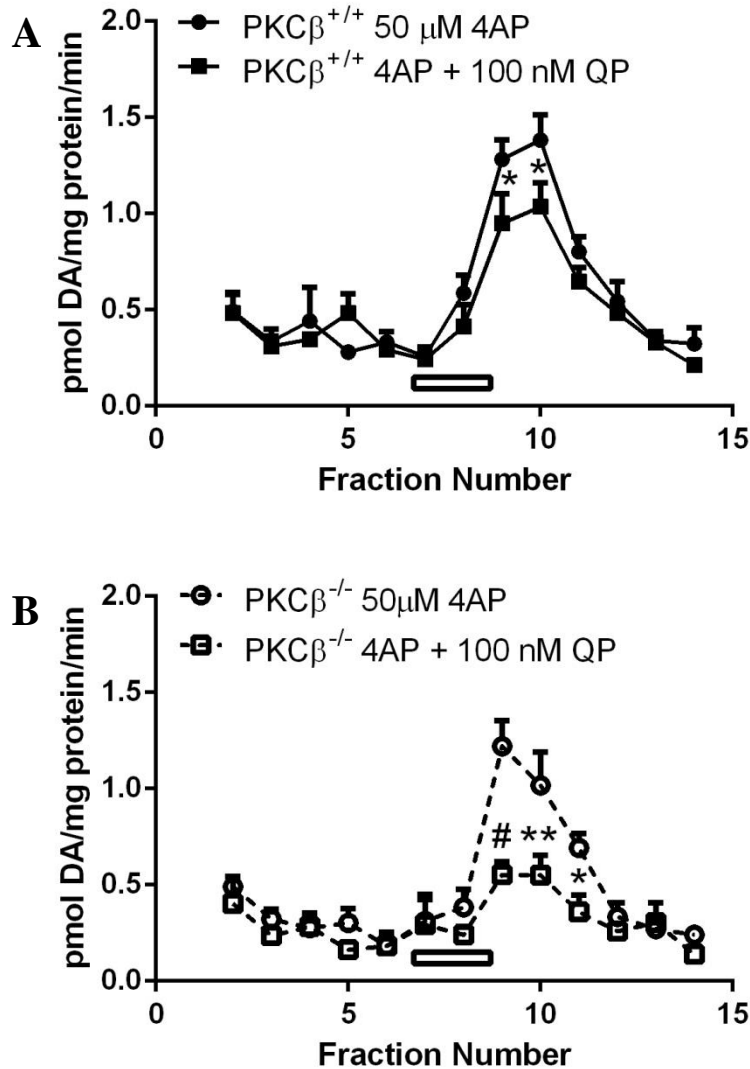 A
PKCβ+/+ 50 μM 4AP
PKCβ+/+ 4AP + 100 nM QP
pmol DA/mg protein/min
2.0
1.5
1.0
0.5
0.0
* *
0 5 10 15
Fraction Number
B
PKCβ-/- 50μM 4AP
PKCβ-/- 4AP + 100 nM QP
pmol DA/mg protein/min
2.0
1.5
1.0
0.5
0.0
# **
*
0 5 10 15
Fraction Number